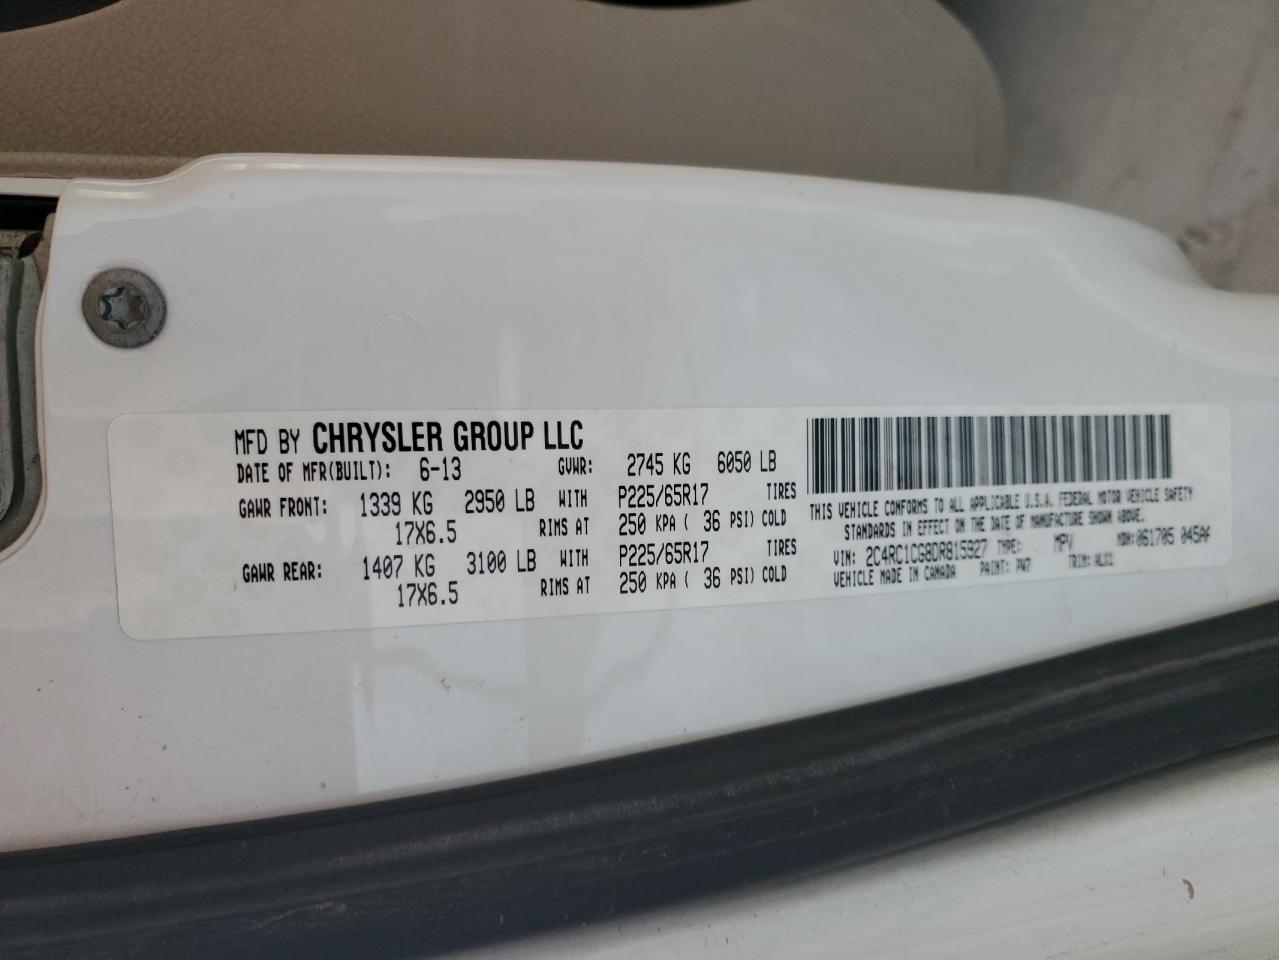 MFD BY CHRYSLER GROUP LLC
DATE OF MFR(BUILT): 6-13 GVWR: 2745 KG 6050 LB
GAWR FRONT: 1339 KG 2950 LB WITH P225/65R17 TIRES
17X6.5 RIMS AT 250 KPA ( 36 PSI) COLD
GAWR REAR: 1407 KG 3100 LB WITH P225/65R17 TIRES
17X6.5 RIMS AT 250 KPA ( 36 PSI) COLD
THIS VEHICLE CONFORMS TO ALL APPLICABLE U.S.A. FEDERAL MOTOR VEHICLE SAFETY
STANDARDS IN EFFECT ON THE DATE OF MANUFACTURE SHOWN ABOVE.
VIN: 2C4RC1CG8DR815927 TYPE: MPV MDH: 061705 045AF
VEHICLE MADE IN CANADA PAINT: PW7 TRIM: